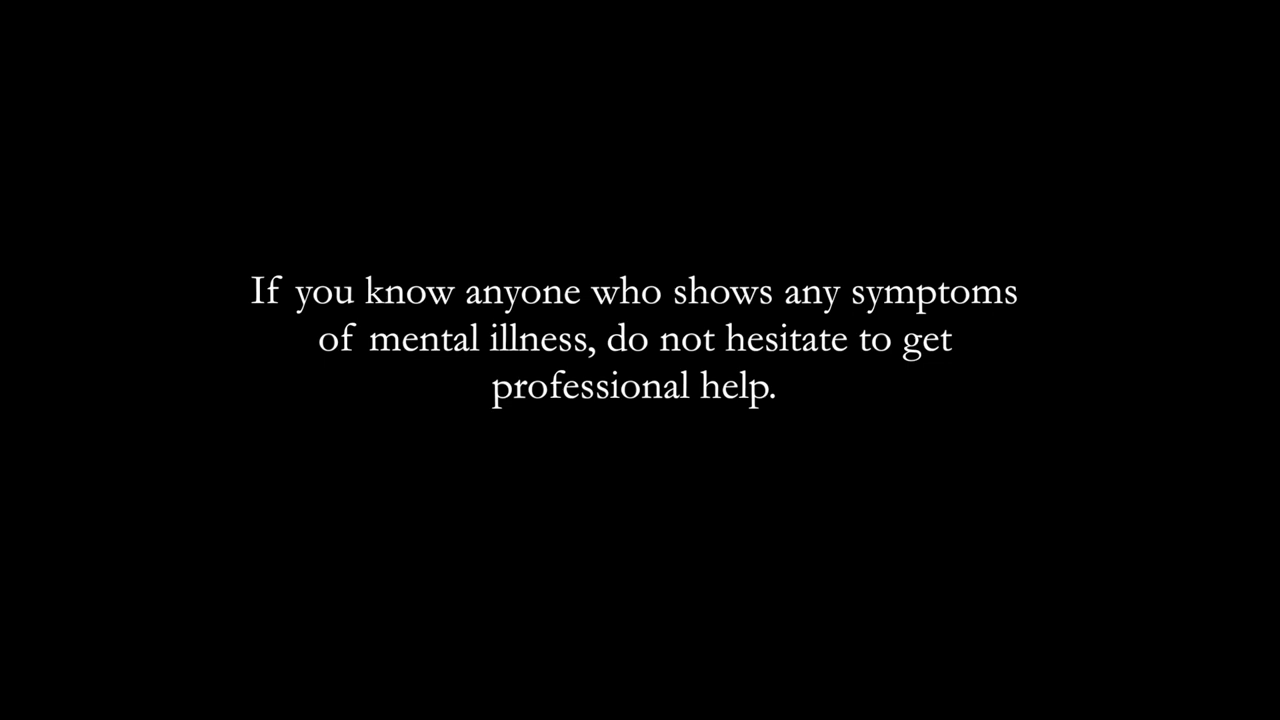 If you know anyone who shows any symptoms
of mental illness, do not hesitate to get
professional help.